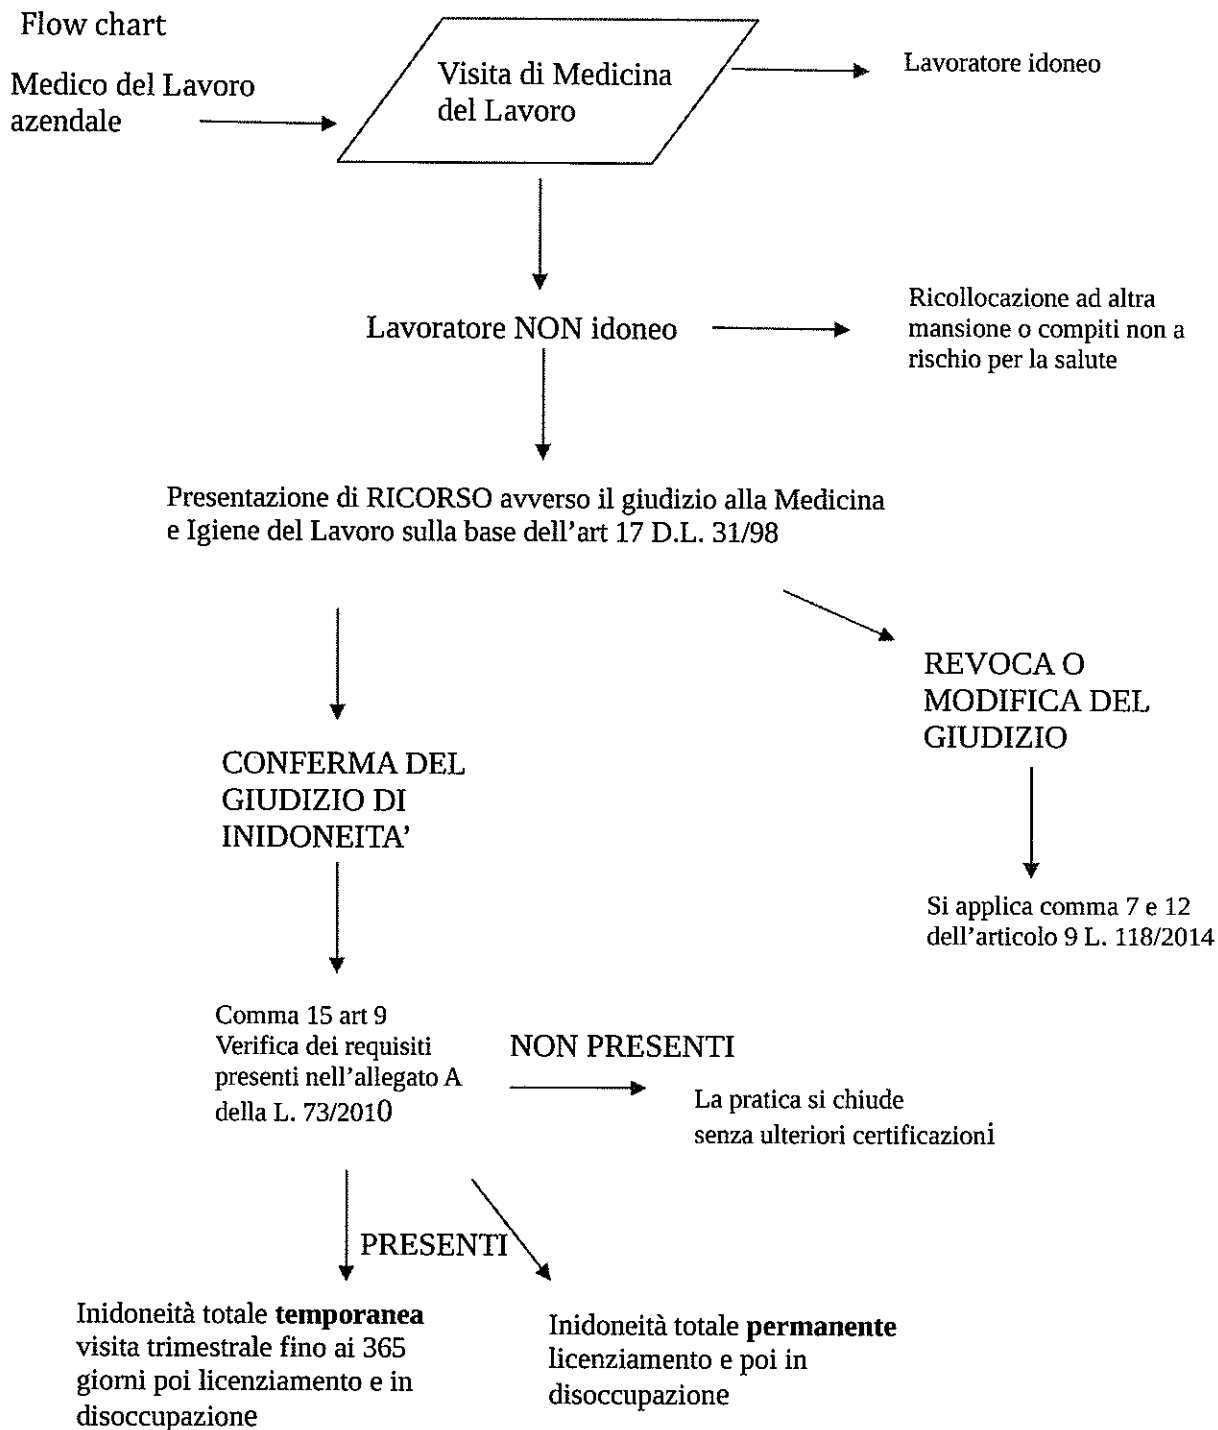 Flow chart
Medico del Lavoro
azendale
Visita di Medicina
del Lavoro
Lavoratore idoneo
Lavoratore NON idoneo
Ricollocazione ad altra
mansione o compiti non a
rischio per la salute
Presentazione di RICORSO avverso il giudizio alla Medicina
e Igiene del Lavoro sulla base dell'art 17 D.L. 31/98
REVOCA O
MODIFICA DEL
GIUDIZIO
CONFERMA DEL
GIUDIZIO DI
INIDONEITA'
Si applica comma 7 e 12
dell'articolo 9 L. 118/2014
Comma 15 art 9
Verifica dei requisiti
presenti nell'allegato A
della L. 73/2010
NON PRESENTI
La pratica si chiude
senza ulteriori certificazioni
PRESENTI
Inidoneità totale temporanea
visita trimestrale fino ai 365
giorni poi licenziamento e in
disoccupazione
Inidoneità totale permanente
licenziamento e poi in
disoccupazione